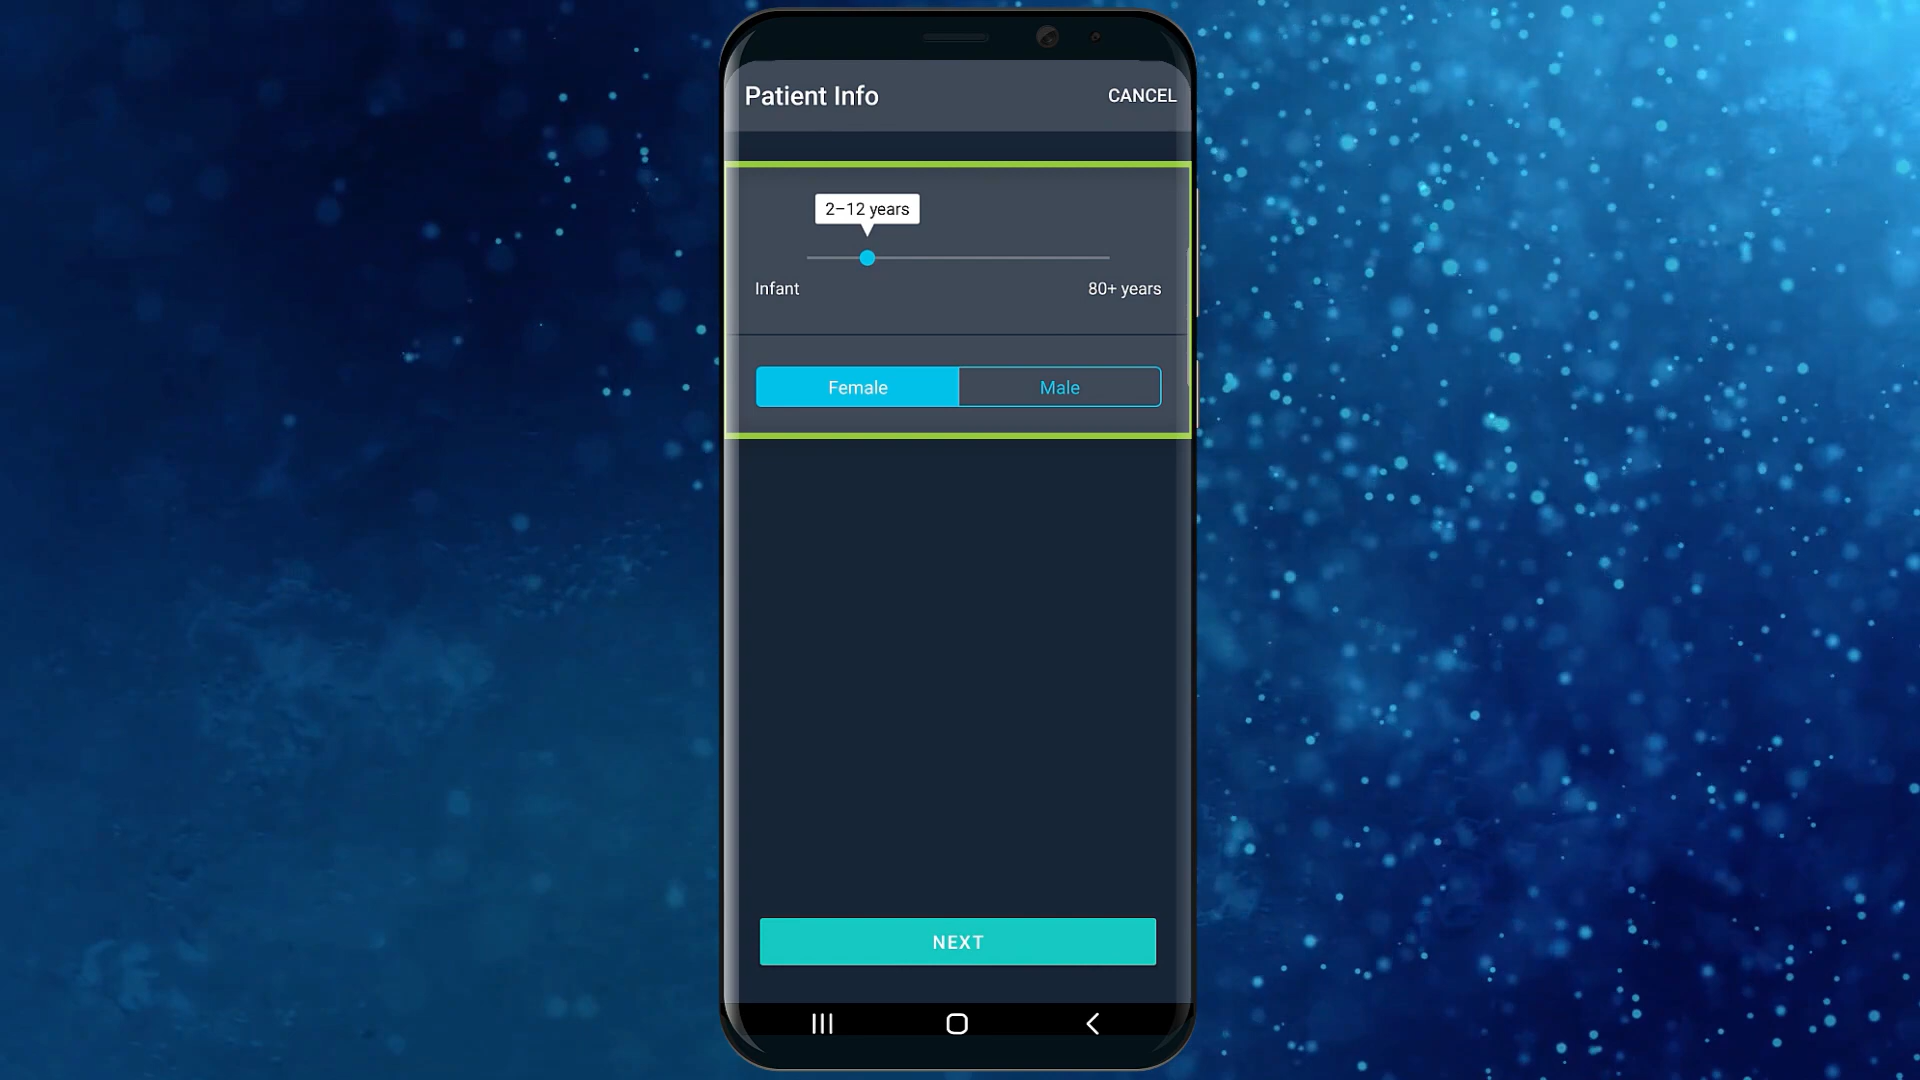 Patient Info
CANCEL
2–12 years
Infant
80+ years
Female
Male
NEXT